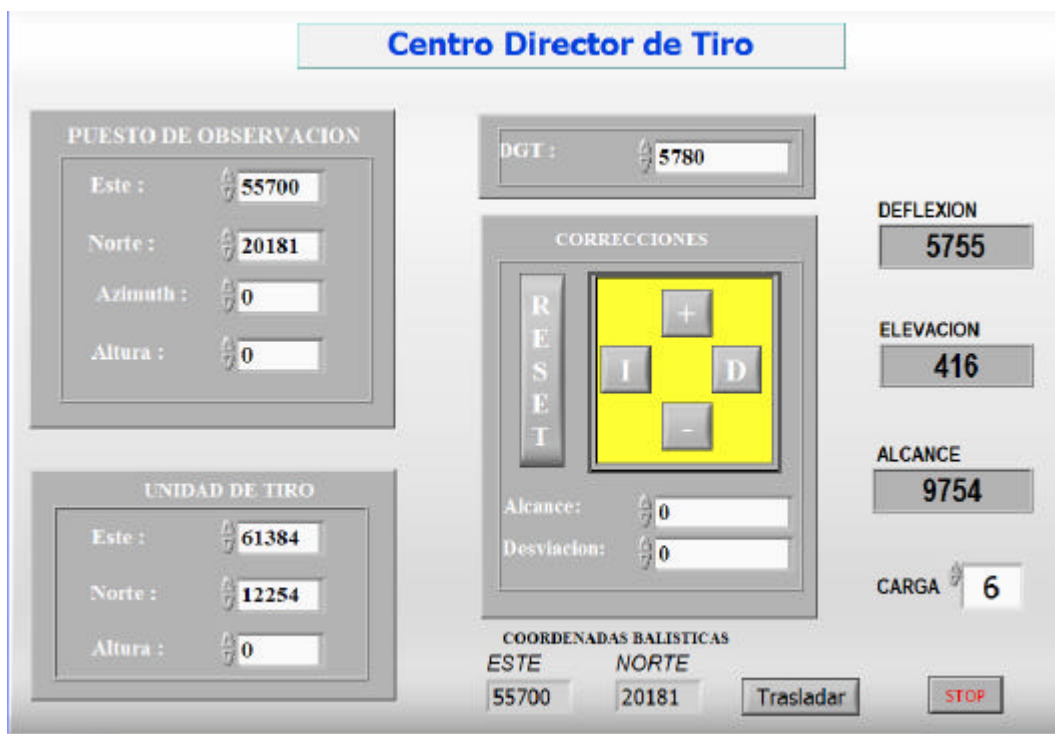 Centro Director de Tiro
PUESTO DE OBSERVACION
Este : 55700
Norte : 20181
Azimuth : 0
Altura : 0
UNIDAD DE TIRO
Este : 61384
Norte : 12254
Altura : 0
DGT : 5780
CORRECCIONES
RESET
+
I D
-
Alcance: 0
Desviacion: 0
COORDENADAS BALISTICAS
ESTE NORTE
55700 20181
Trasladar
DEFLEXION
5755
ELEVACION
416
ALCANCE
9754
CARGA 6
STOP